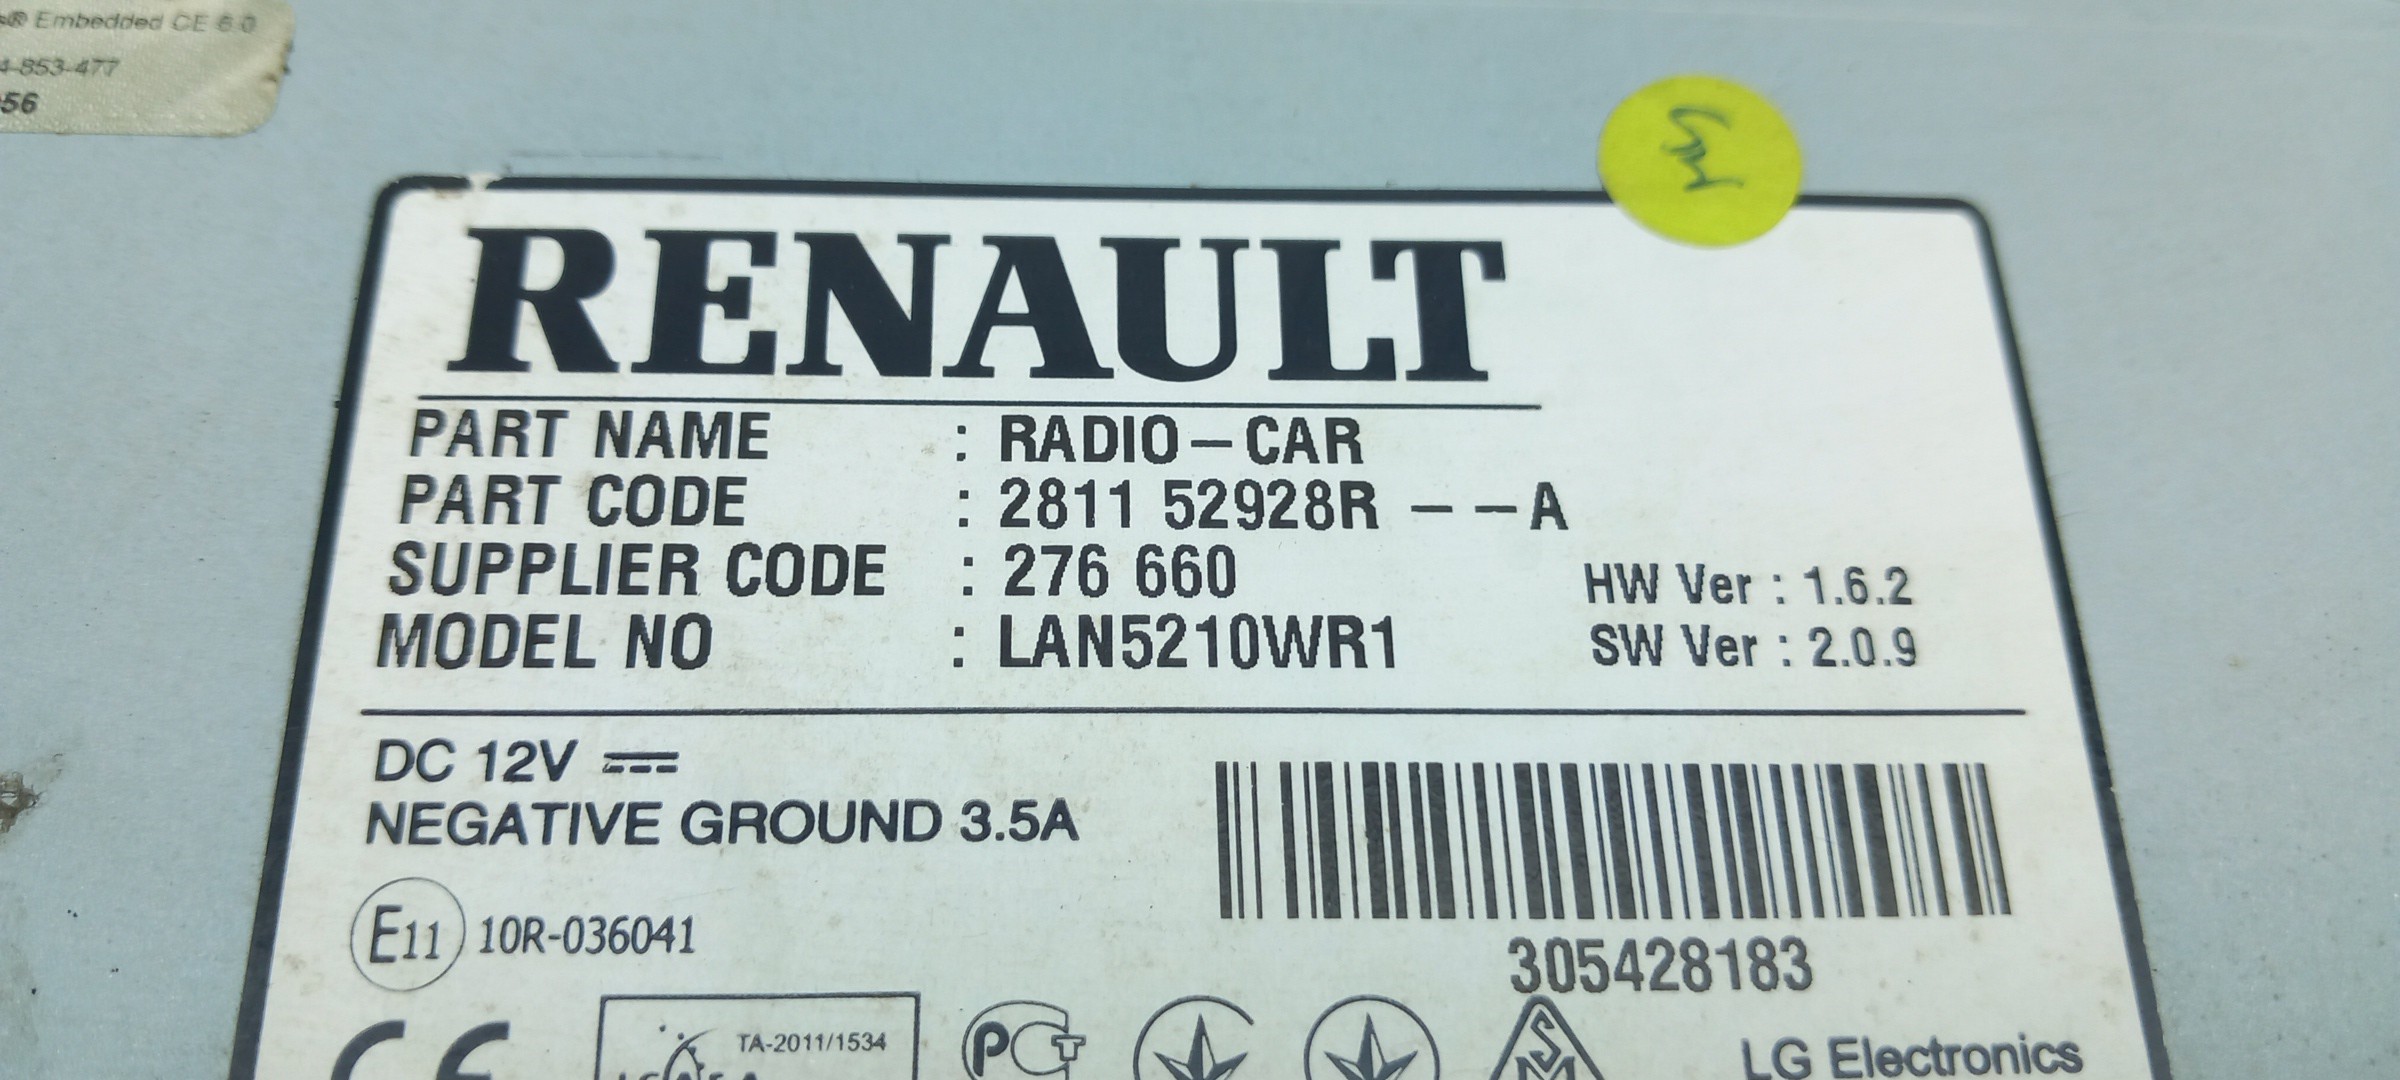 ® Embedded CE 6.0
4-853-477
56
RENAULT
PART NAME : RADIO-CAR
PART CODE : 2811 52928R --A
SUPPLIER CODE : 276 660
HW Ver : 1.6.2
MODEL NO : LAN5210WR1
SW Ver : 2.0.9
DC 12V
NEGATIVE GROUND 3.5A
E11 10R-036041
305428183
CE
TA-2011/1534
LG Electronics